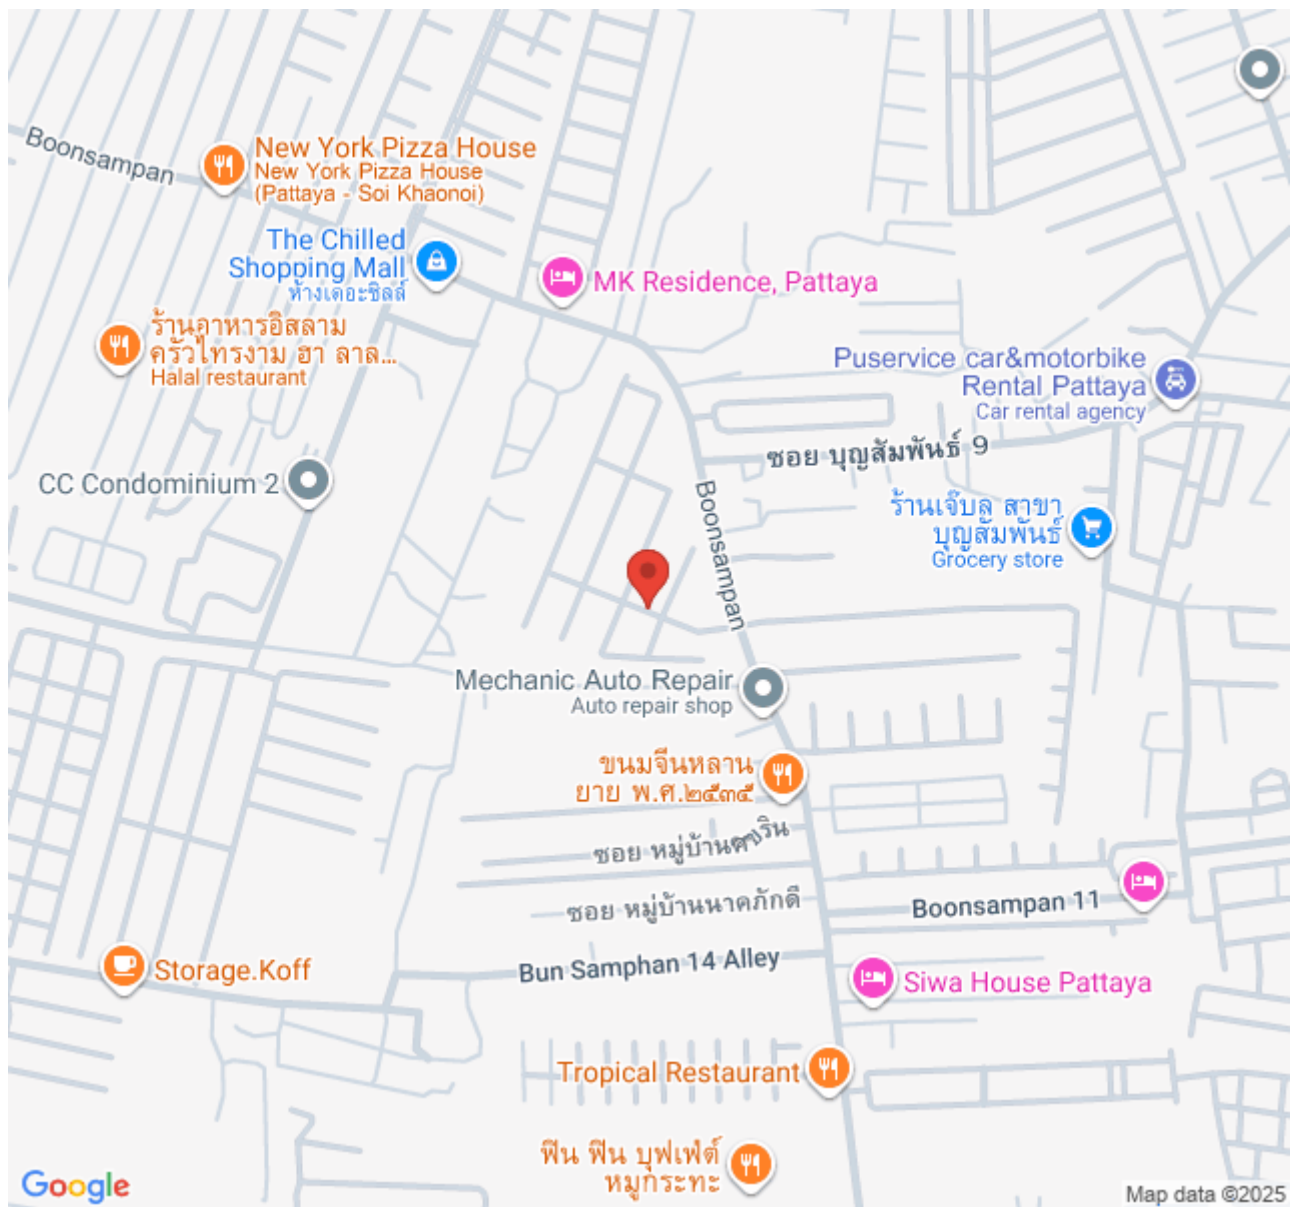 Boonsampan
New York Pizza House
New York Pizza House
(Pattaya - Soi Khaonoi)
The Chilled
Shopping Mall
ห้างเดอะชิลล์
MK Residence, Pattaya
ร้านอาหารอิสลาม
ครัวไทรงาม ฮา ลาล...
Halal restaurant
Puservice car&motorbike
Rental Pattaya
Car rental agency
ซอย บุญสัมพันธ์ 9
CC Condominium 2
Boonsampan
ร้านเจ๊บล สาขา
บุญสัมพันธ์
Grocery store
Mechanic Auto Repair
Auto repair shop
ขนมจีนหลาน
ยาย พ.ศ.๒๕๓๕
ซอย หมู่บ้านศาริน
ซอย หมู่บ้านนาคภักดี
Boonsampan 11
Bun Samphan 14 Alley
Storage.Koff
Siwa House Pattaya
Tropical Restaurant
ฟิน ฟิน บุฟเฟ่ต์
หมูกระทะ
Google
Map data ©2025